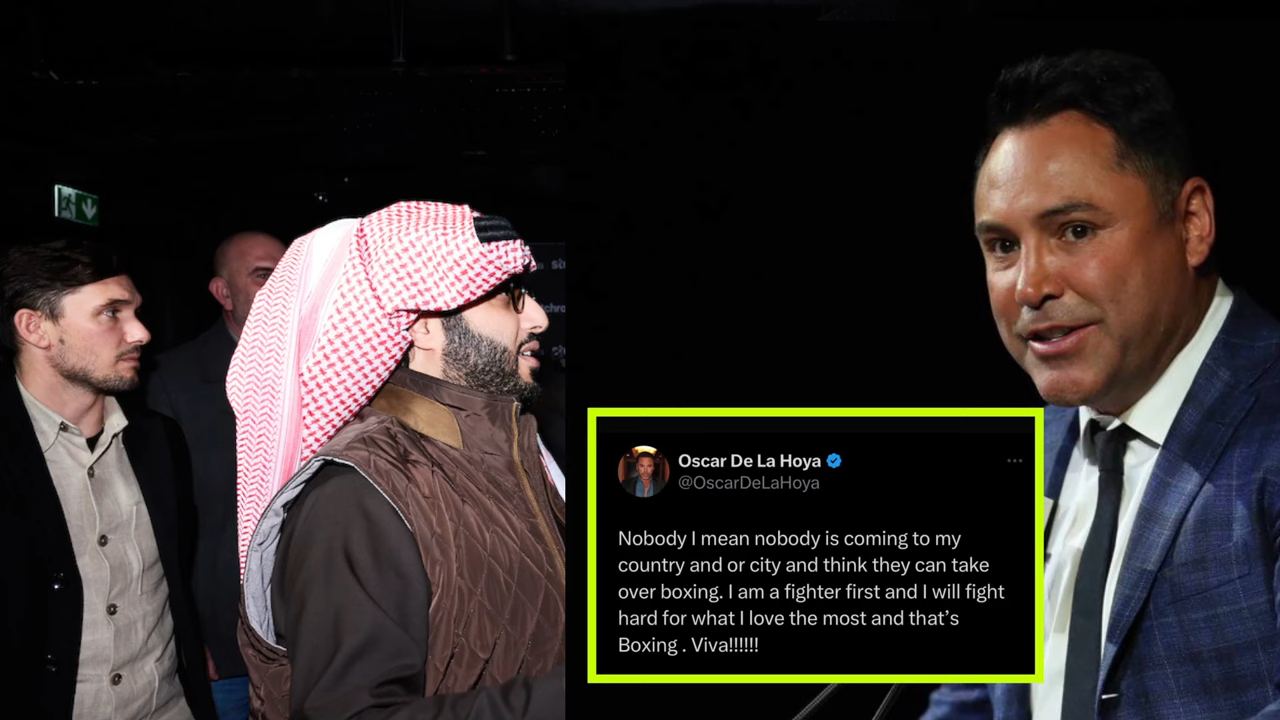 Oscar De La Hoya
@OscarDeLaHoya
Nobody I mean nobody is coming to my
country and or city and think they can take
over boxing. I am a fighter first and I will fight
hard for what I love the most and that’s
Boxing . Viva!!!!!!